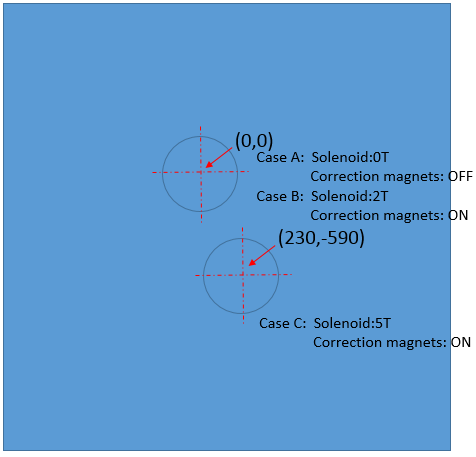 (0,0)
Case A:  Solenoid:0T
Correction magnets: OFF
Case B:  Solenoid:2T
Correction magnets: ON
(230,-590)
Case C:  Solenoid:5T
Correction magnets: ON